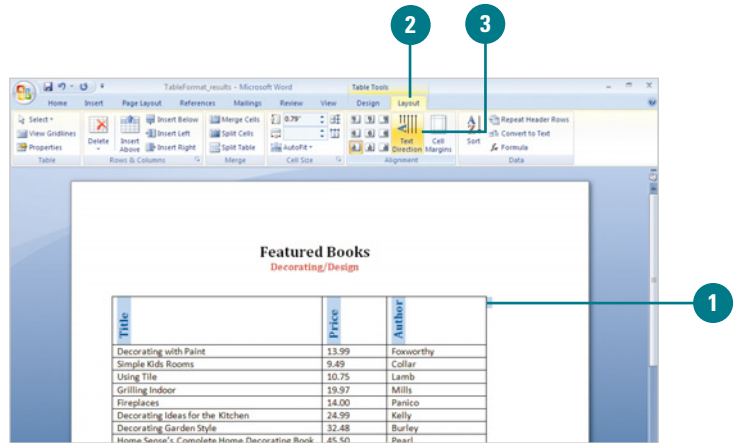 2 3
TableFormat_results - Microsoft Word Table Tools
Home Insert Page Layout References Mailings Review View Design Layout
Select Insert Below Merge Cells 0.79" Repeat Header Rows
View Gridlines Delete Insert Above Insert Left Split Cells Text Direction Cell Margins Sort Convert to Text
Properties Insert Right Split Table AutoFit Formula
Table Rows & Columns Merge Cell Size Alignment Data
Featured Books
Decorating/Design
1
Title Price Author
Decorating with Paint 13.99 Foxworthy
Simple Kids Rooms 9.49 Collar
Using Tile 10.75 Lamb
Grilling Indoor 19.97 Mills
Fireplaces 14.00 Panico
Decorating Ideas for the Kitchen 24.99 Kelly
Decorating Garden Style 32.48 Burley
Home Sense's Complete Home Decorating Book 45.50 Pearl